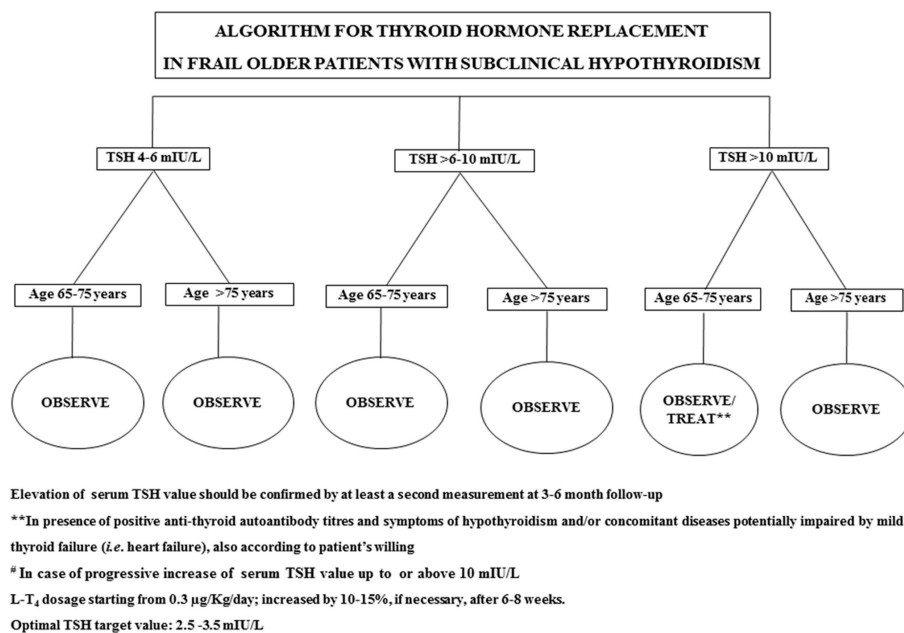 ALGORITHM FOR THYROID HORMONE REPLACEMENT
IN FRAIL OLDER PATIENTS WITH SUBCLINICAL HYPOTHYROIDISM
TSH 4-6 mIU/L
TSH >6-10 mIU/L
TSH >10 mIU/L
Age 65-75 years
Age >75 years
Age 65-75 years
Age >75 years
Age 65-75 years
Age >75 years
OBSERVE
OBSERVE
OBSERVE
OBSERVE
OBSERVE/
TREAT**
OBSERVE
Elevation of serum TSH value should be confirmed by at least a second measurement at 3-6 month follow-up
**In presence of positive anti-thyroid autoantibody titres and symptoms of hypothyroidism and/or concomitant diseases potentially impaired by mild
thyroid failure (i.e. heart failure), also according to patient's willing
# In case of progressive increase of serum TSH value up to or above 10 mIU/L
L-T4 dosage starting from 0.3 µg/Kg/day; increased by 10-15%, if necessary, after 6-8 weeks.
Optimal TSH target value: 2.5 -3.5 mIU/L